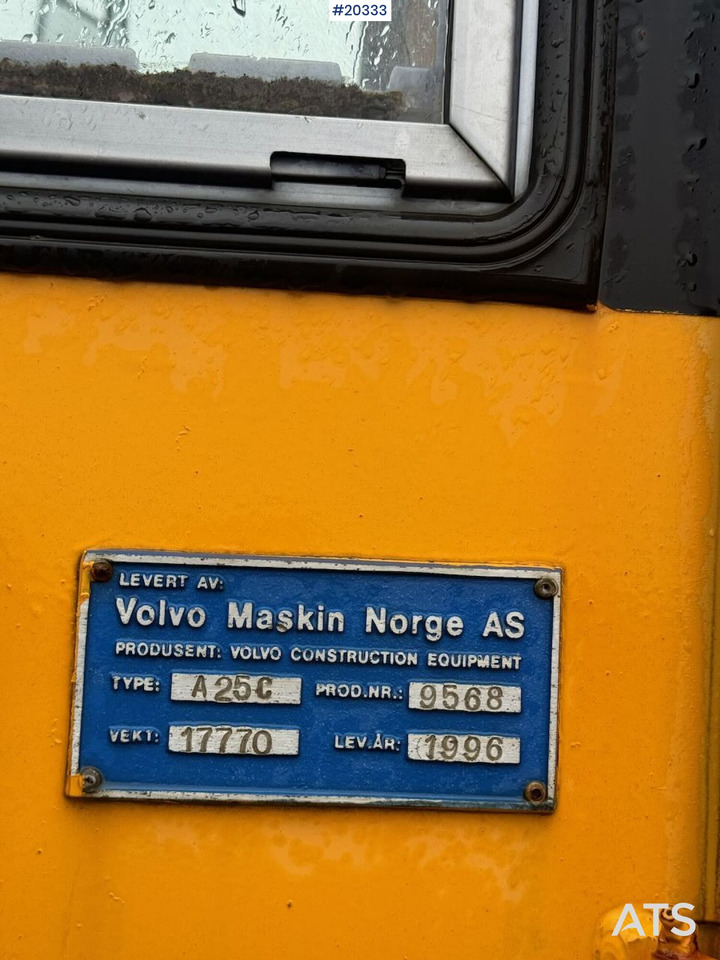 #20333
LEVERT AV:
Volvo Maskin Norge AS
PRODUSENT: VOLVO CONSTRUCTION EQUIPMENT
TYPE: A25C PROD.NR.: 9568
VEKT: 17770 LEV.ÅR: 1996
ATS